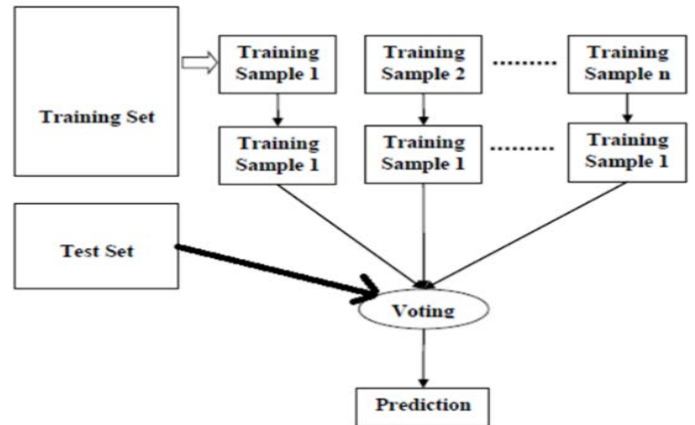 Training Set
Training
Sample 1
Training
Sample 2
Training
Sample n
Training
Sample 1
Training
Sample 1
Training
Sample 1
Test Set
Voting
Prediction